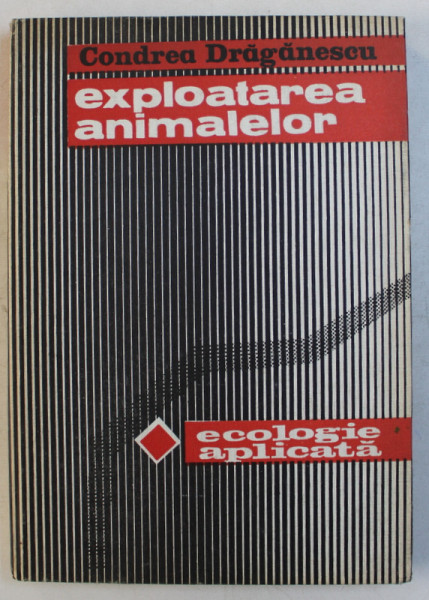 Condrea Drăgănescu
exploatarea
animalelor
ecologie
aplicată